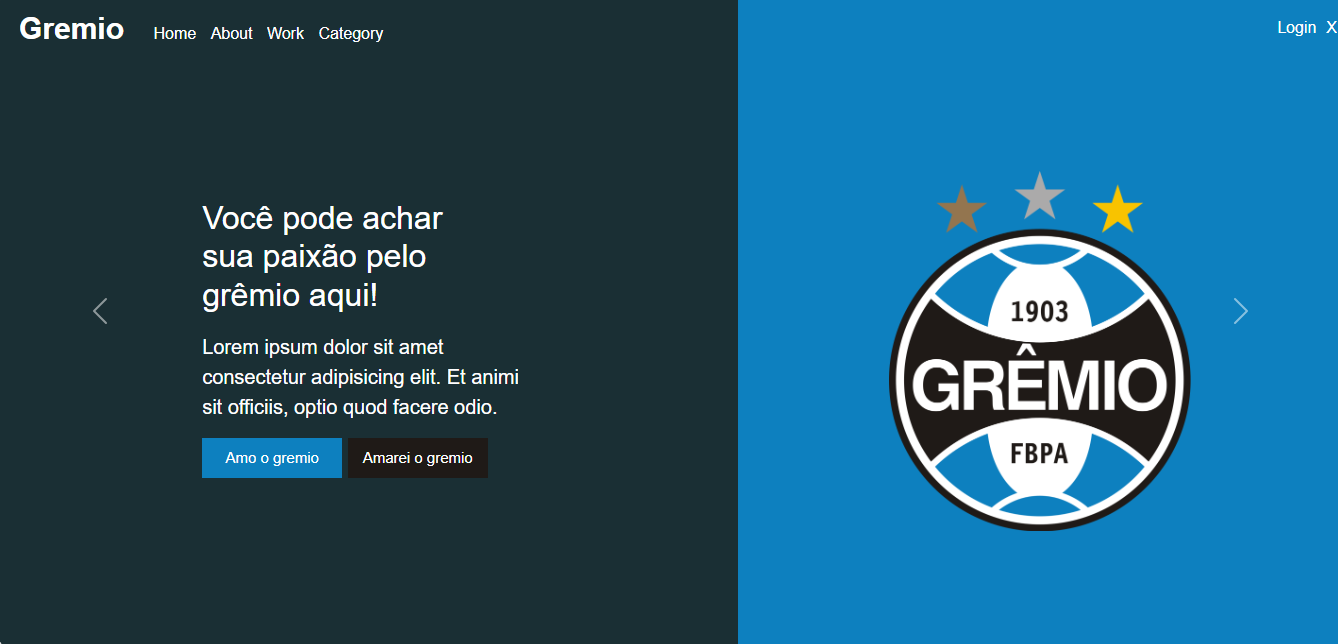 Gremio Home About Work Category Login X
Você pode achar
sua paixão pelo
grêmio aqui!
Lorem ipsum dolor sit amet
consectetur adipisicing elit. Et animi
sit officiis, optio quod facere odio.
Amo o gremio Amarei o gremio
1903
GRÊMIO
FBPA